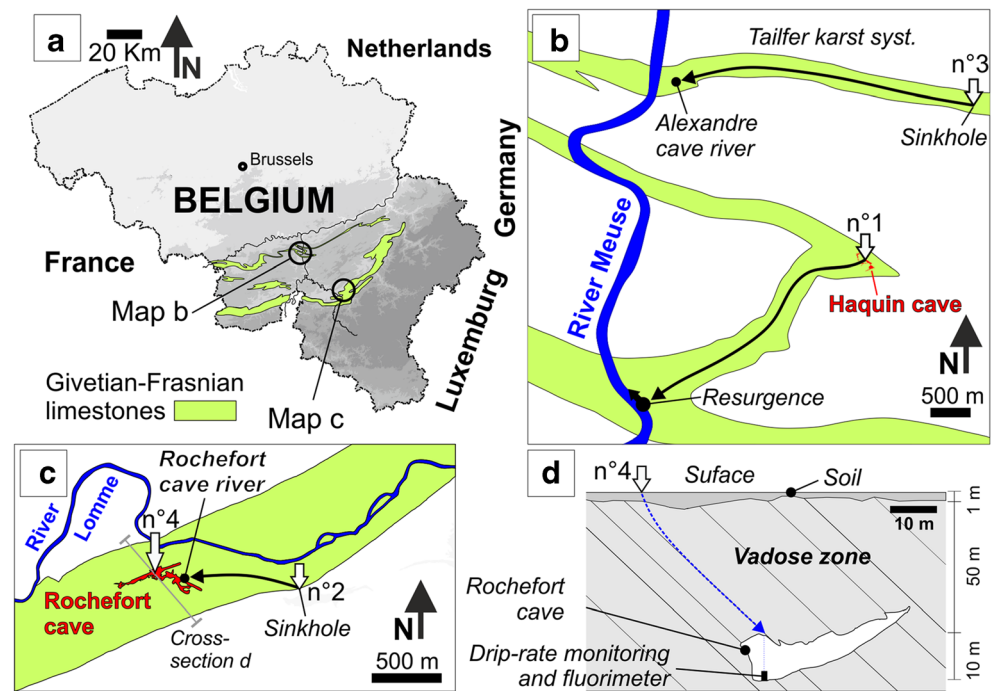 a
20 Km
N
Netherlands
Brussels
BELGIUM
Germany
France
Map b
Luxemburg
Givetian-Frasnian
limestones
Map c
b
Tailfer karst syst.
n°3
Alexandre
cave river
Sinkhole
n°1
River Meuse
Haquin cave
N
Resurgence
500 m
c
Rochefort
cave river
River
Lomme
n°4
Rochefort
cave
n°2
Cross-
section d
Sinkhole
N
500 m
d
n°4
Suface
Soil
1 m
10 m
Vadose zone
50 m
Rochefort
cave
Drip-rate monitoring
and fluorimeter
10 m